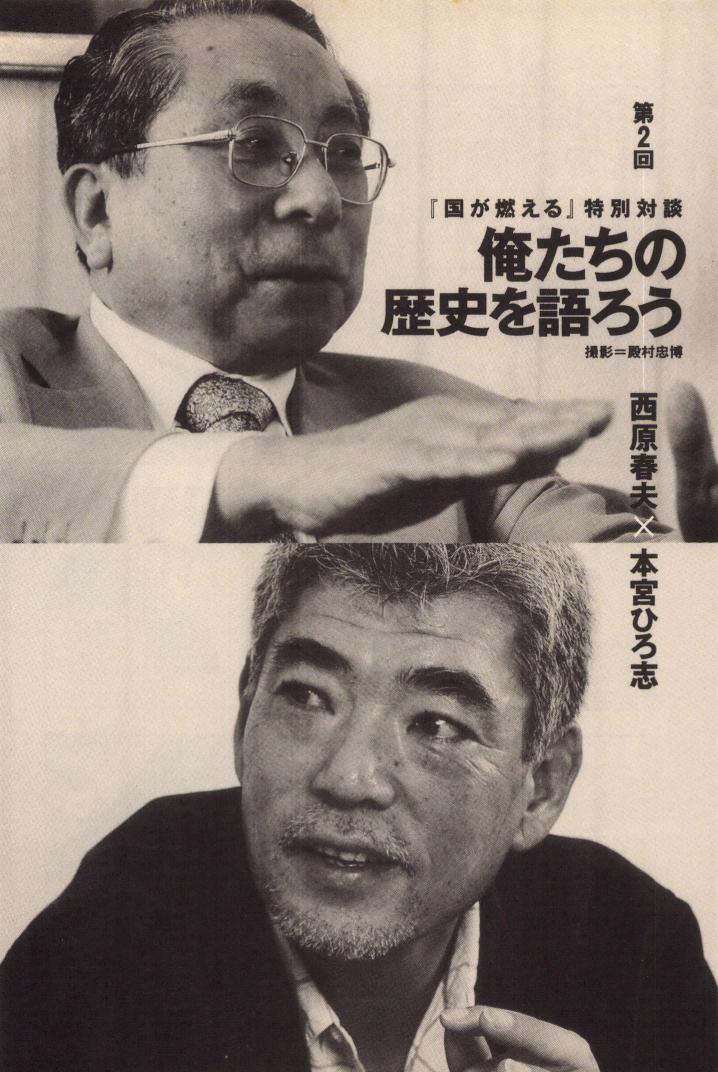 第2回
『国が燃える』特別対談
俺たちの
歴史を語ろう
撮影＝殿村忠博
西原春夫×本宮ひろ志